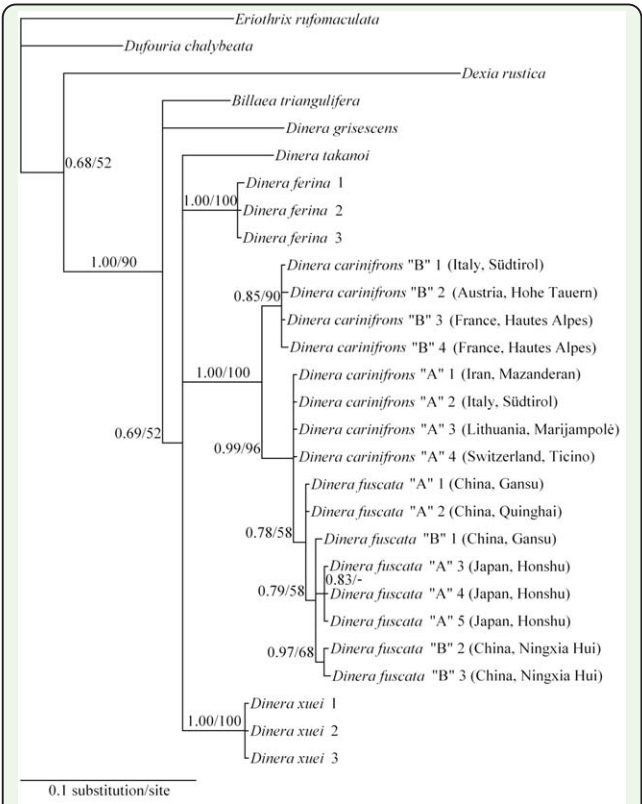 Eriothrix rufomaculata
Dufouria chalybeata
Dexia rustica
Billaea triangulifera
Dinera grisescens
0.68/52
Dinera takanoi
Dinera ferina 1
1.00/100
Dinera ferina 2
Dinera ferina 3
1.00/90
Dinera carinifrons "B" 1 (Italy, Südtirol)
0.85/90
Dinera carinifrons "B" 2 (Austria, Hohe Tauern)
Dinera carinifrons "B" 3 (France, Hautes Alpes)
Dinera carinifrons "B" 4 (France, Hautes Alpes)
1.00/100
Dinera carinifrons "A" 1 (Iran, Mazanderan)
Dinera carinifrons "A" 2 (Italy, Südtirol)
Dinera carinifrons "A" 3 (Lithuania, Marijampolė)
0.69/52
0.99/96
Dinera carinifrons "A" 4 (Switzerland, Ticino)
Dinera fuscata "A" 1 (China, Gansu)
Dinera fuscata "A" 2 (China, Quinghai)
0.78/58
Dinera fuscata "B" 1 (China, Gansu)
Dinera fuscata "A" 3 (Japan, Honshu)
0.83/-
0.79/58
Dinera fuscata "A" 4 (Japan, Honshu)
Dinera fuscata "A" 5 (Japan, Honshu)
Dinera fuscata "B" 2 (China, Ningxia Hui)
0.97/68
Dinera fuscata "B" 3 (China, Ningxia Hui)
Dinera xuei 1
1.00/100
Dinera xuei 2
Dinera xuei 3
0.1 substitution/site